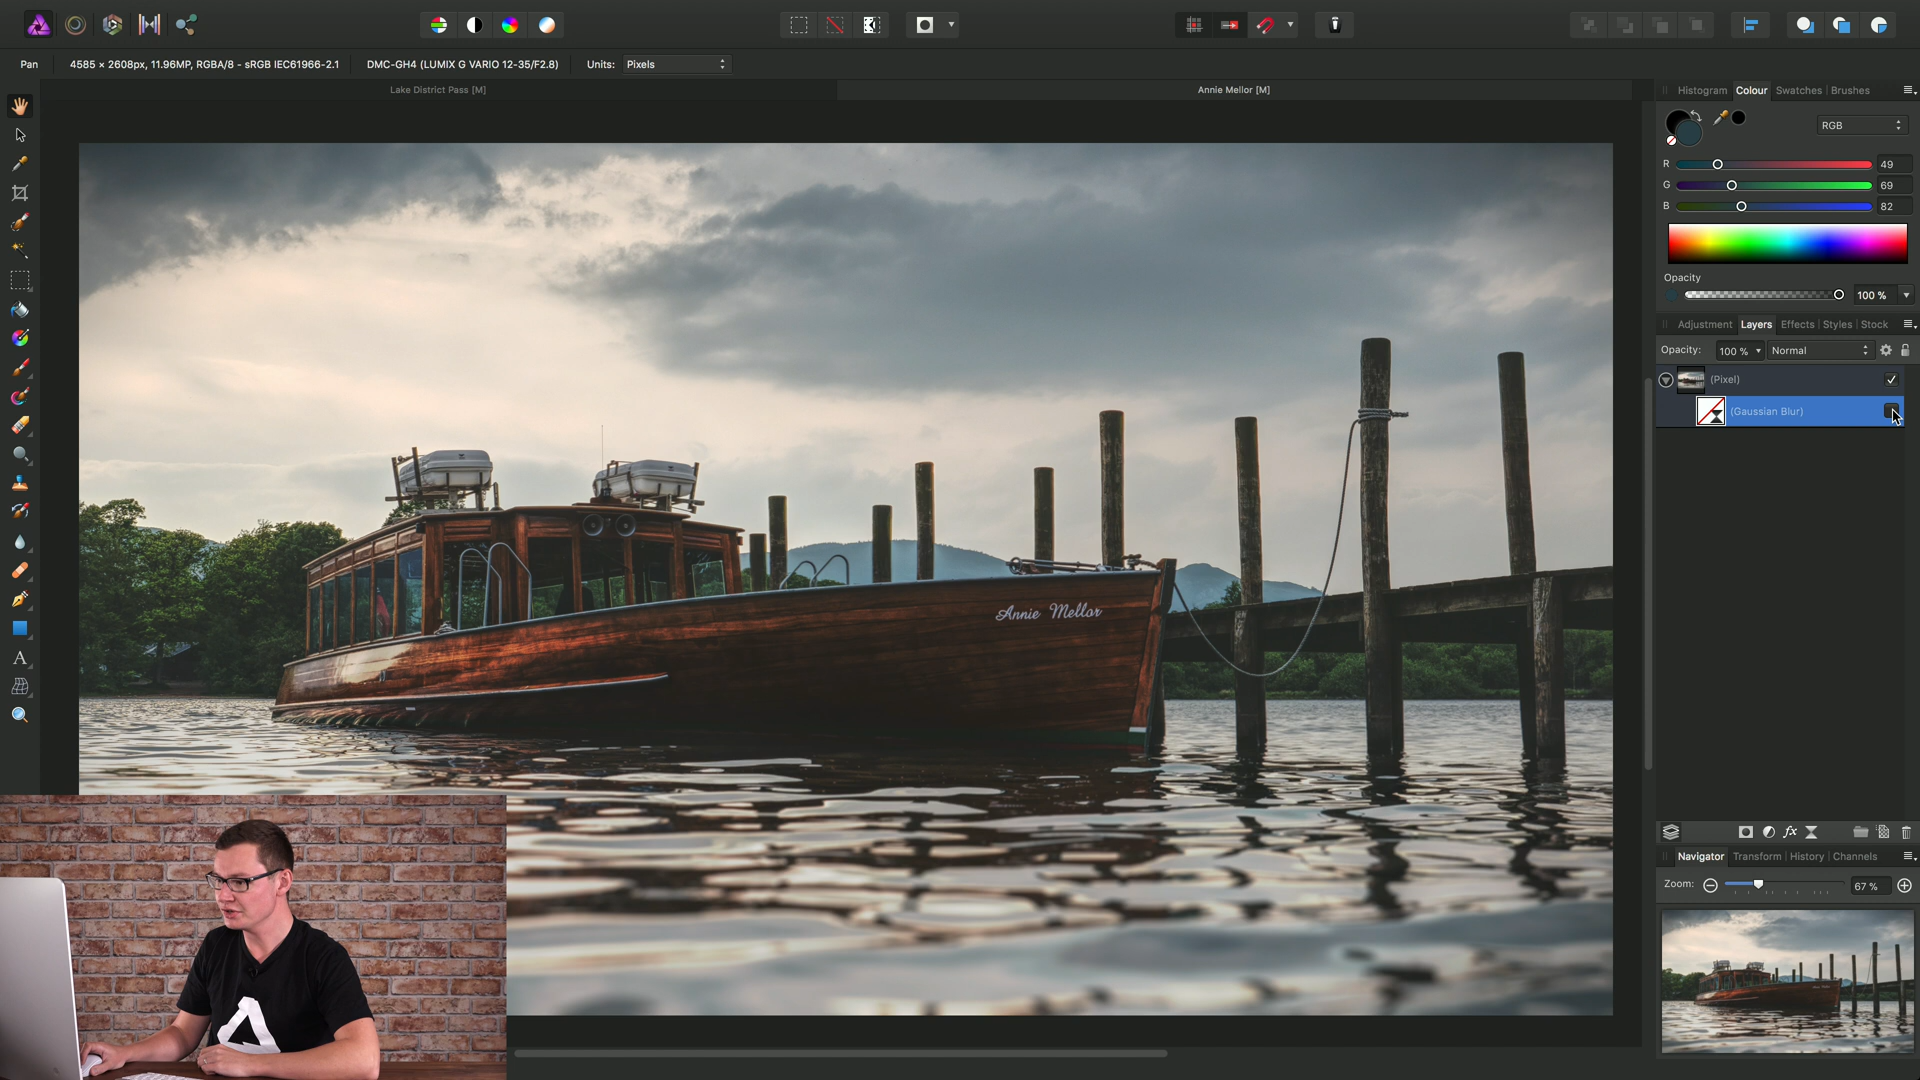 Pan
4585 × 2608px, 11.96MP, RGBA/8 - sRGB IEC61966-2.1
DMC-GH4 (LUMIX G VARIO 12-35/F2.8)
Units:
Pixels
Lake District Pass [M]
Annie Mellor [M]
Histogram
Colour
Swatches
Brushes
RGB
R
49
G
69
B
82
Opacity
100 %
Adjustment
Layers
Effects
Styles
Stock
Opacity:
100 %
Normal
(Pixel)
(Gaussian Blur)
Annie Mellor
A
fx
Navigator
Transform
History
Channels
Zoom:
67 %